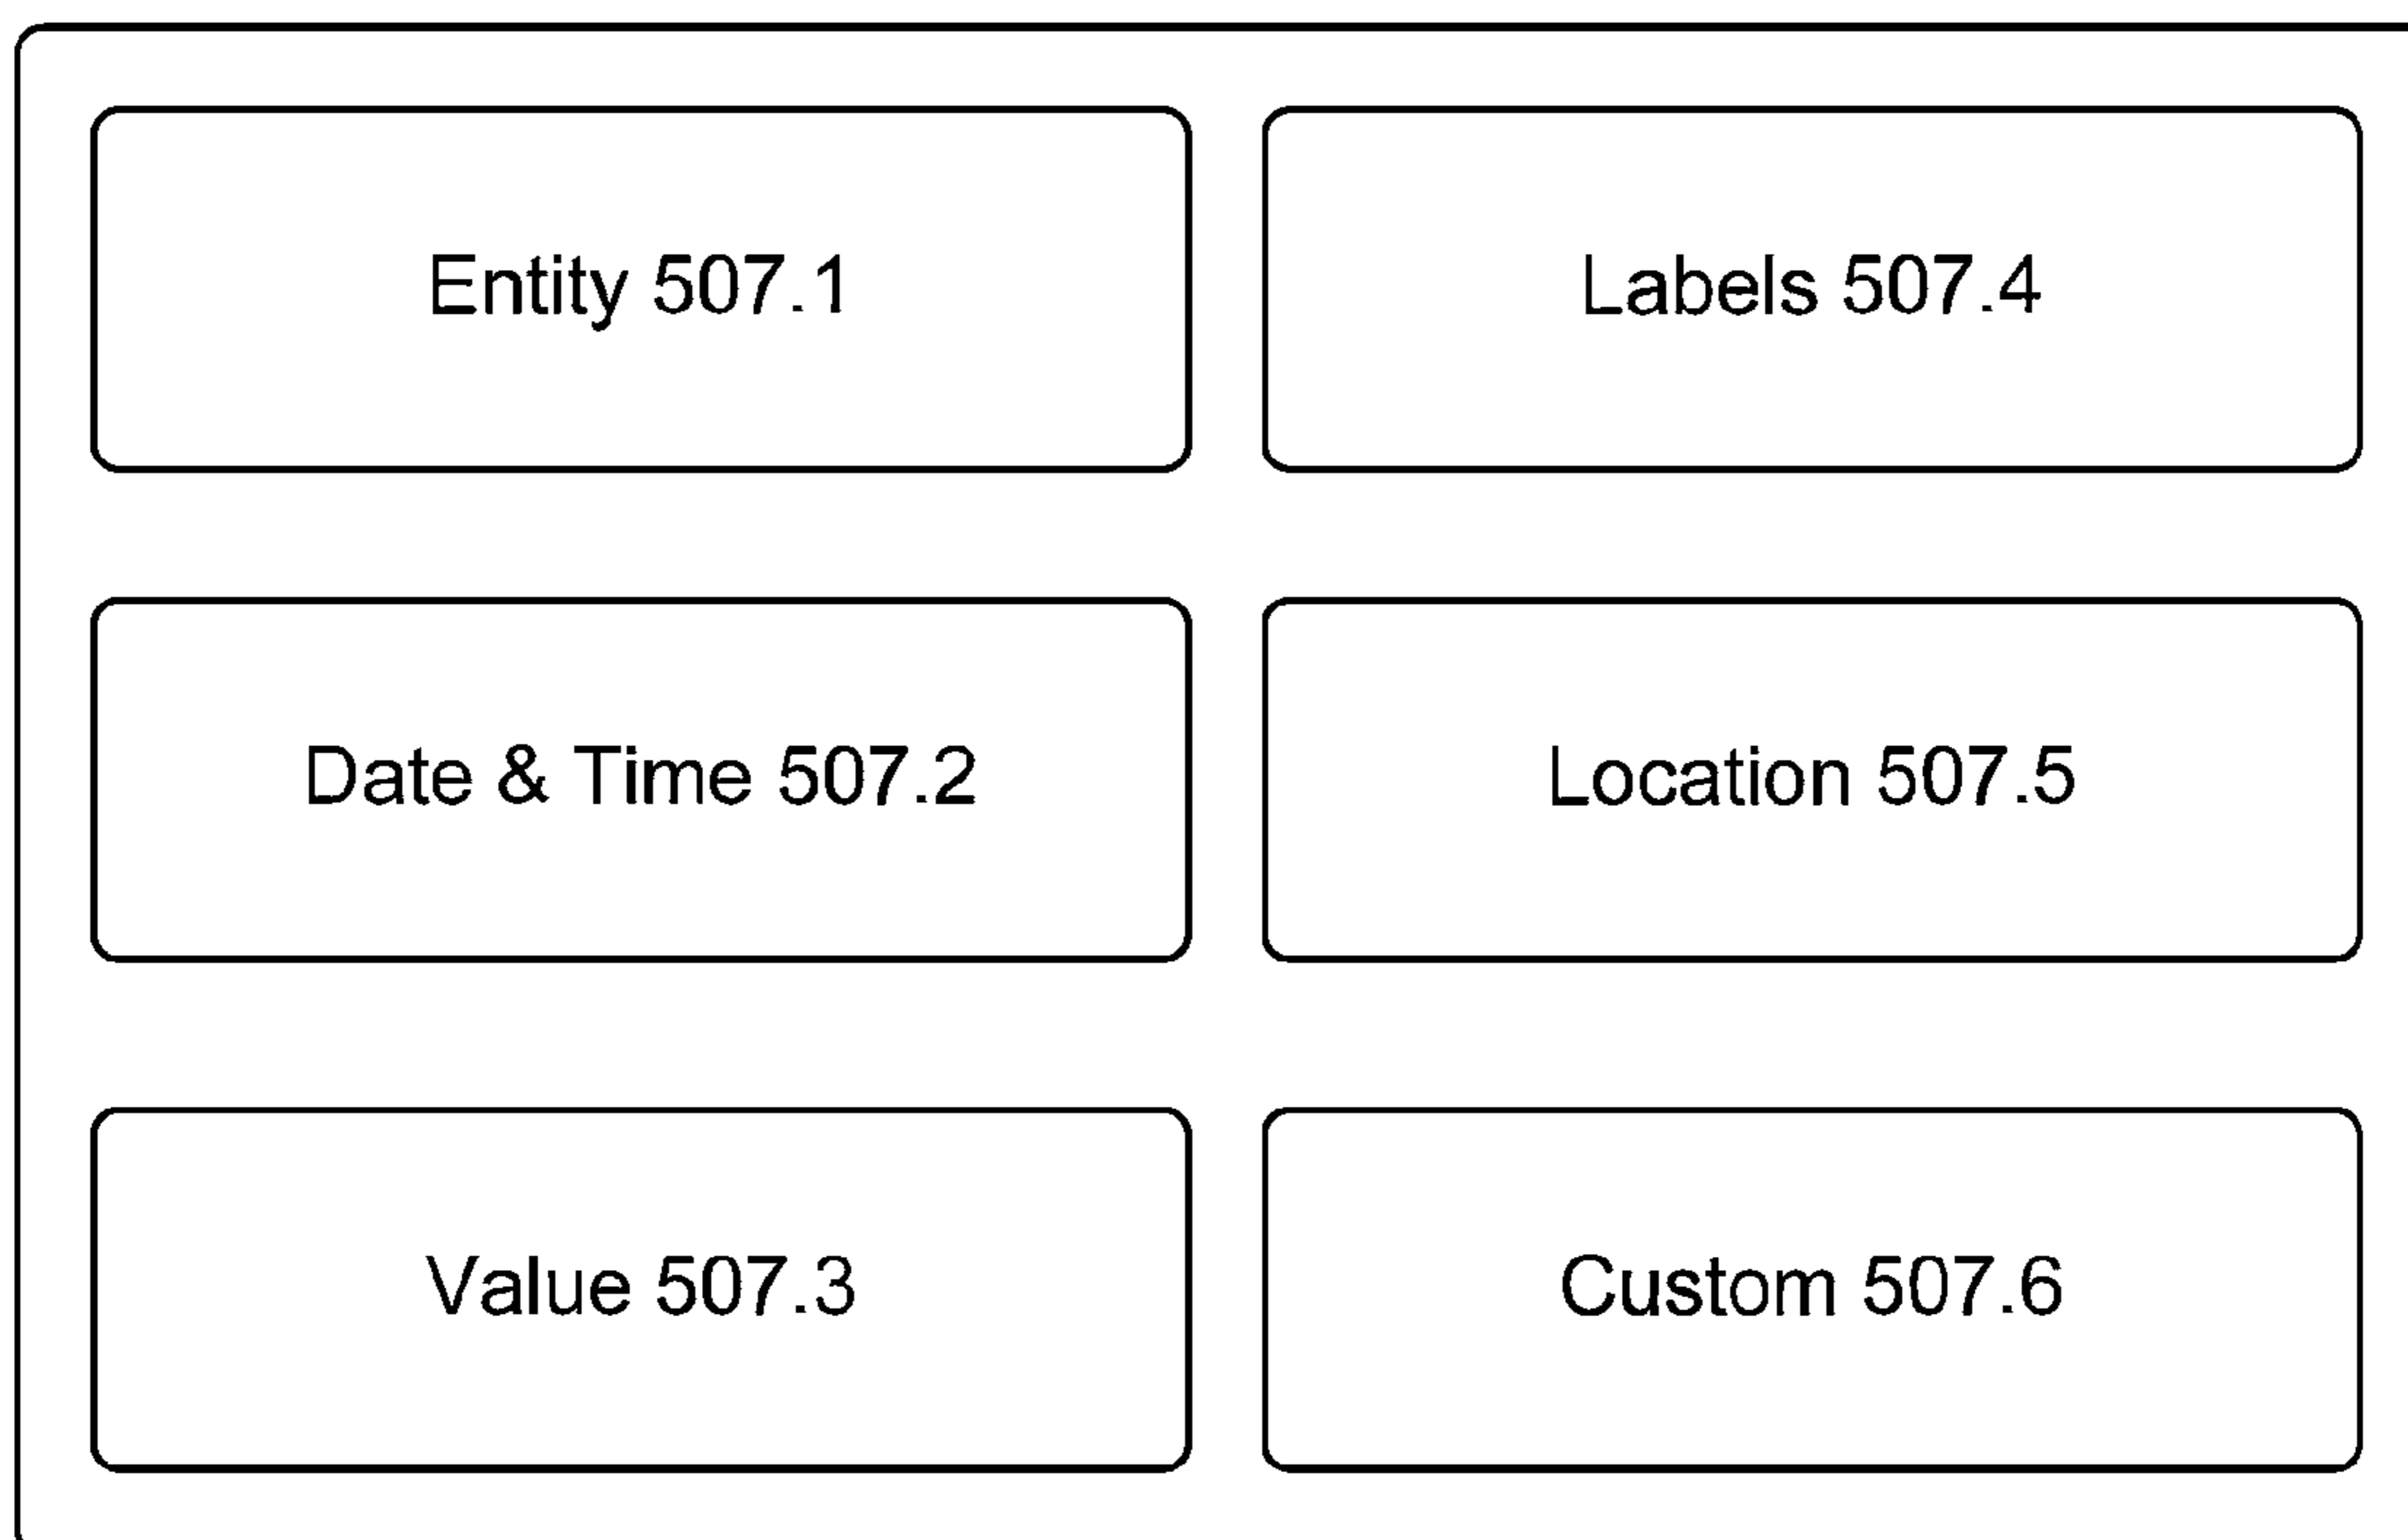 Entity 507.1
Labels 507.4
Date & Time 507.2
Location 507.5
Value 507.3
Custom 507.6